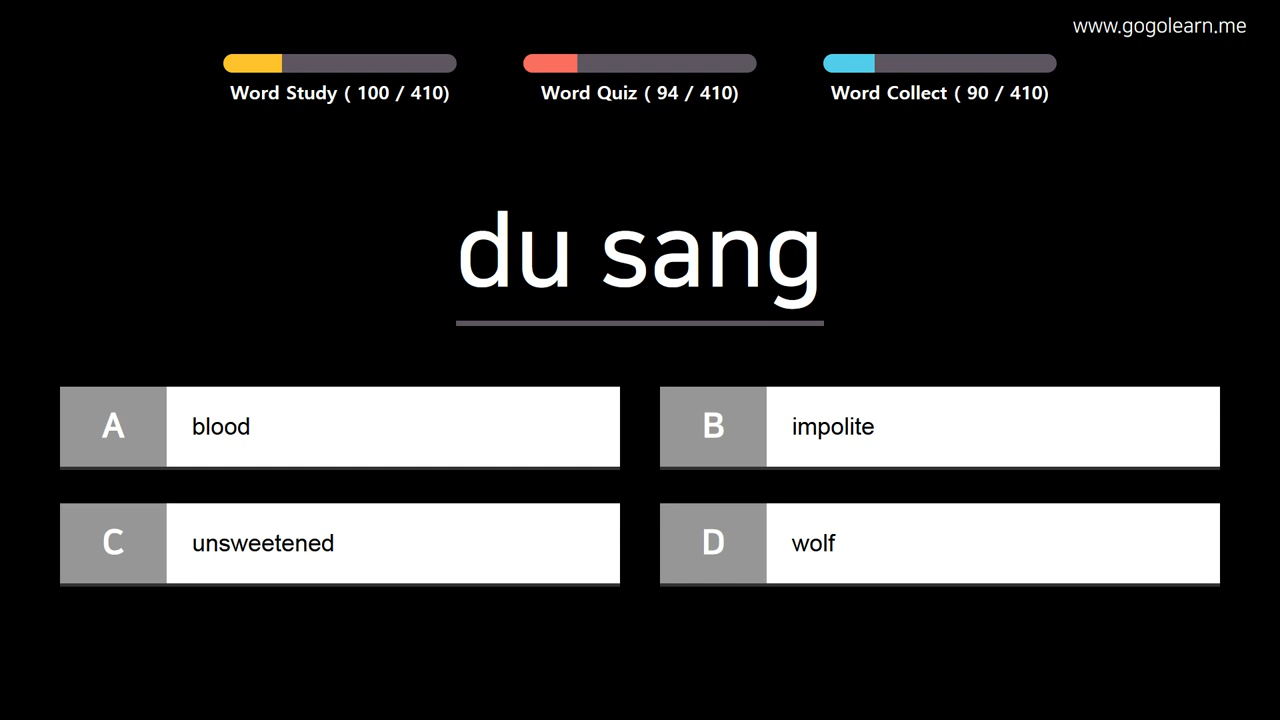 www.gogolearn.me
Word Study ( 100 / 410)
Word Quiz ( 94 / 410)
Word Collect ( 90 / 410)
du sang
A blood
B impolite
C unsweetened
D wolf